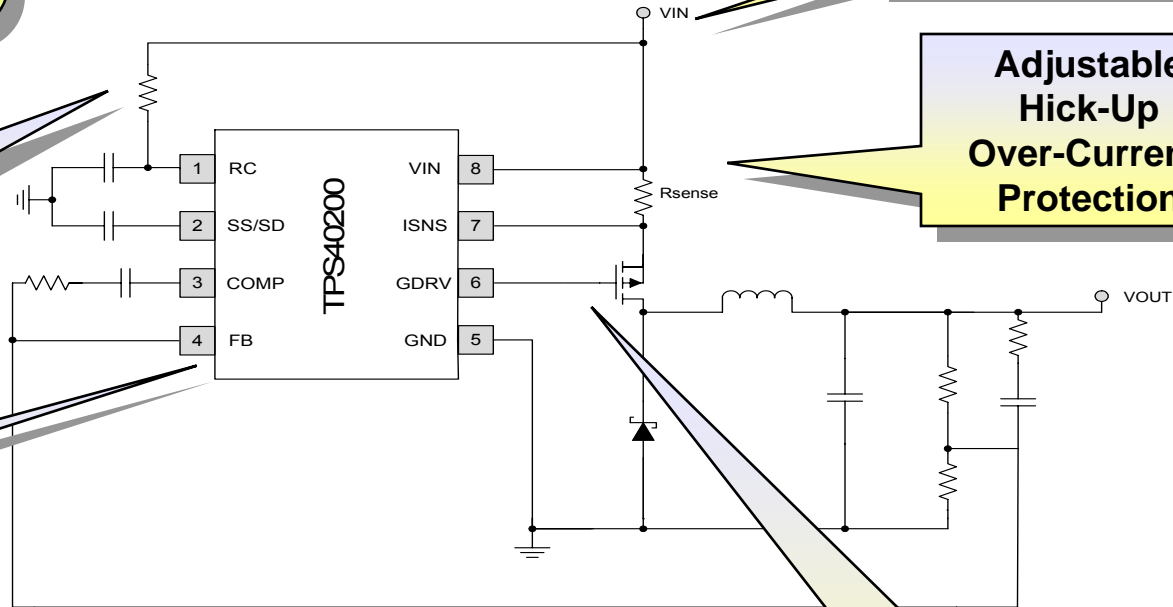 VIN
Adjustable
Hick-Up
Over-Curren
Protection
1 RC
VIN 8
Rsense
2 SS/SD
ISNS 7
TPS40200
3 COMP
GDRV 6
VOUT
4 FB
GND 5